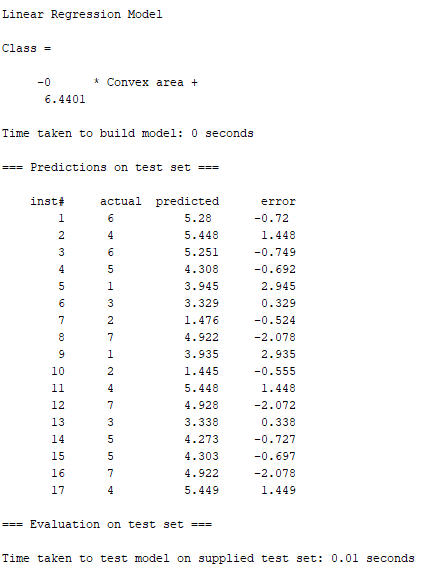 Linear Regression Model
Class =
-0 * Convex area +
6.4401
Time taken to build model: 0 seconds
=== Predictions on test set ===
inst# actual predicted error
1 6 5.28 -0.72
2 4 5.448 1.448
3 6 5.251 -0.749
4 5 4.308 -0.692
5 1 3.945 2.945
6 3 3.329 0.329
7 2 1.476 -0.524
8 7 4.922 -2.078
9 1 3.935 2.935
10 2 1.445 -0.555
11 4 5.448 1.448
12 7 4.928 -2.072
13 3 3.338 0.338
14 5 4.273 -0.727
15 5 4.303 -0.697
16 7 4.922 -2.078
17 4 5.449 1.449
=== Evaluation on test set ===
Time taken to test model on supplied test set: 0.01 seconds